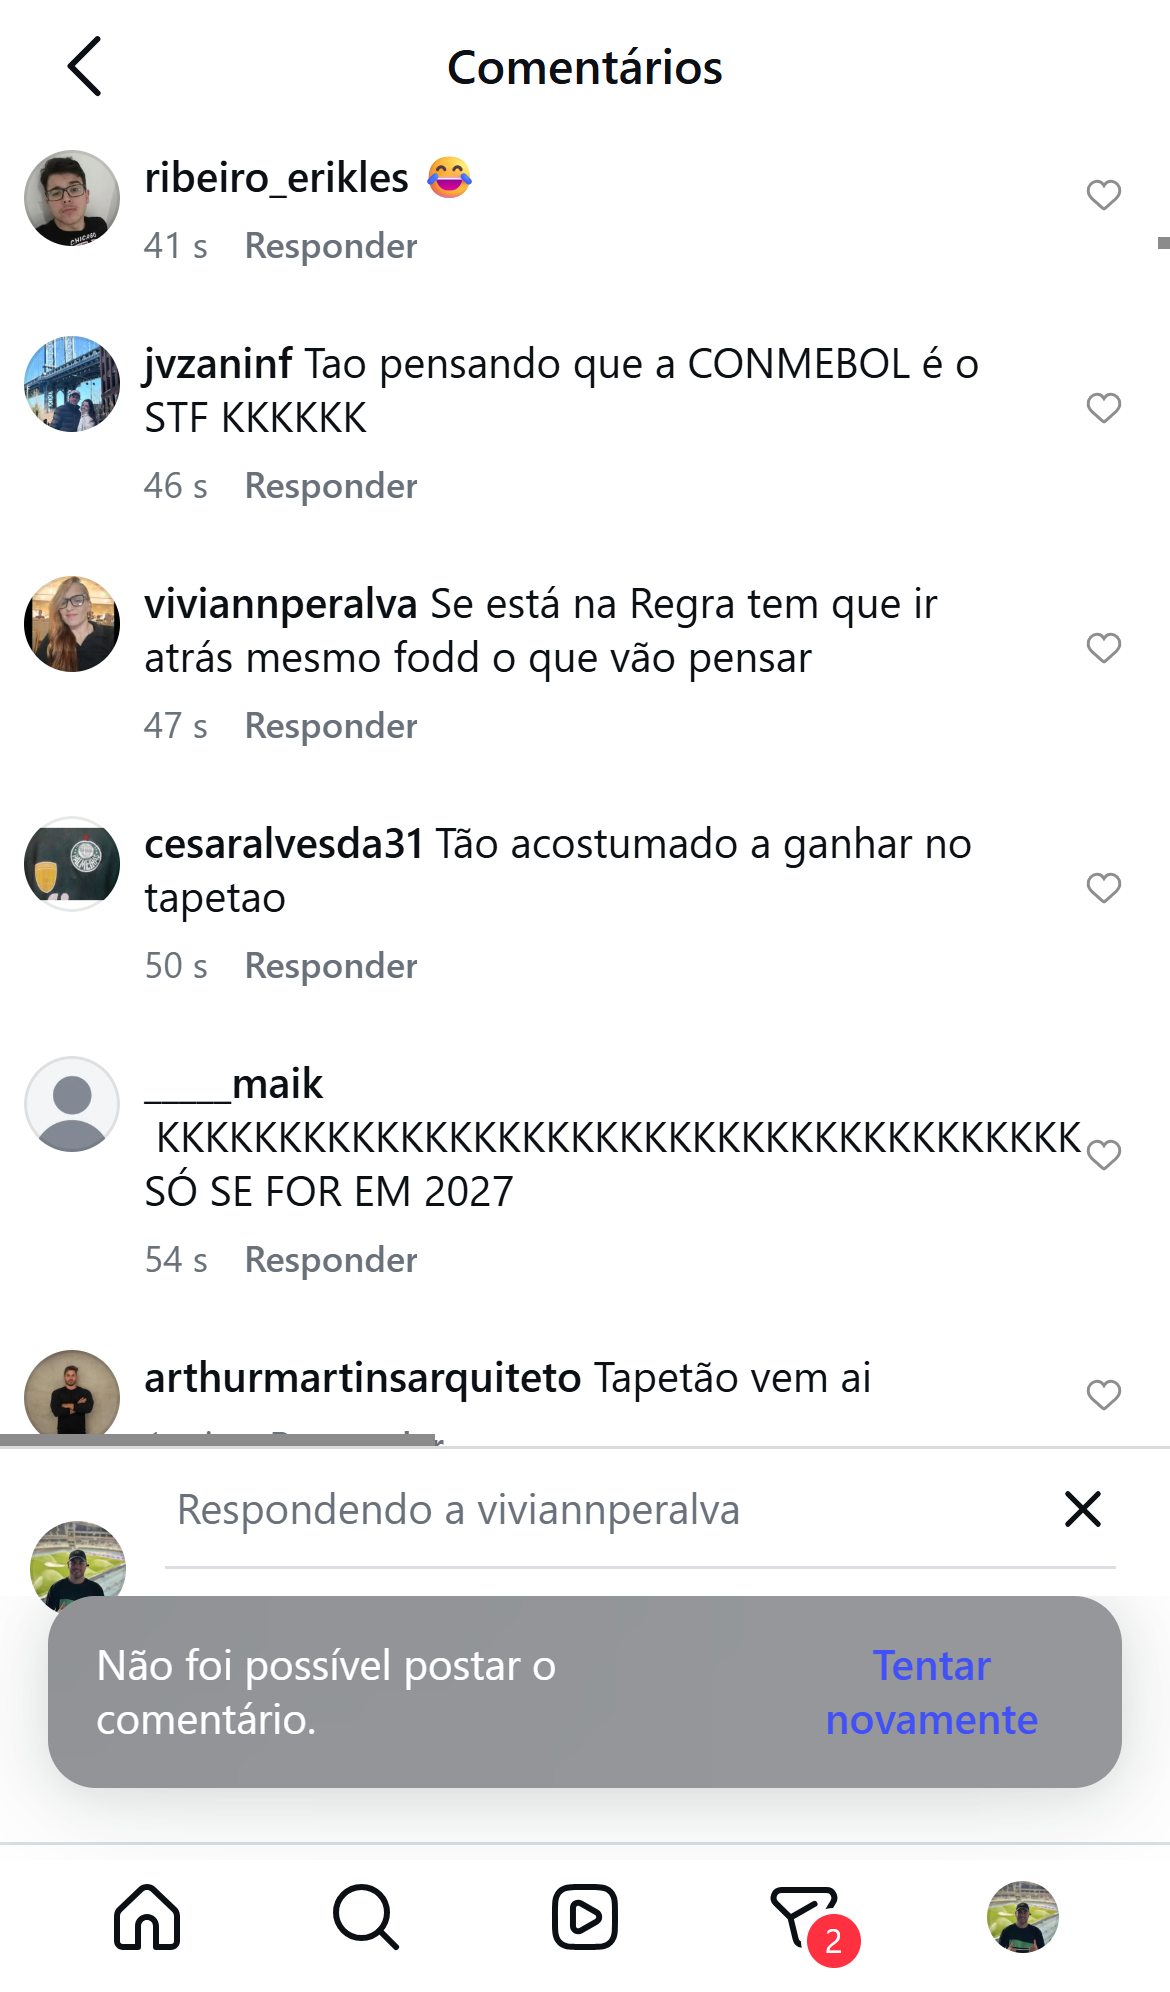 Comentários
ribeiro_erikles 😂
41 s Responder
jvzaninf Tao pensando que a CONMEBOL é o
STF KKKKKK
46 s Responder
viviannperalva Se está na Regra tem que ir
atrás mesmo fodd o que vão pensar
47 s Responder
cesaralvesda31 Tão acostumado a ganhar no
tapetao
50 s Responder
_____maik
KKKKKKKKKKKKKKKKKKKKKKKKKKKKKKKKKKKKKK
SÓ SE FOR EM 2027
54 s Responder
arthurmartinsarquiteto Tapetão vem ai
Respondendo a viviannperalva
Não foi possível postar o
comentário.
Tentar
novamente
2